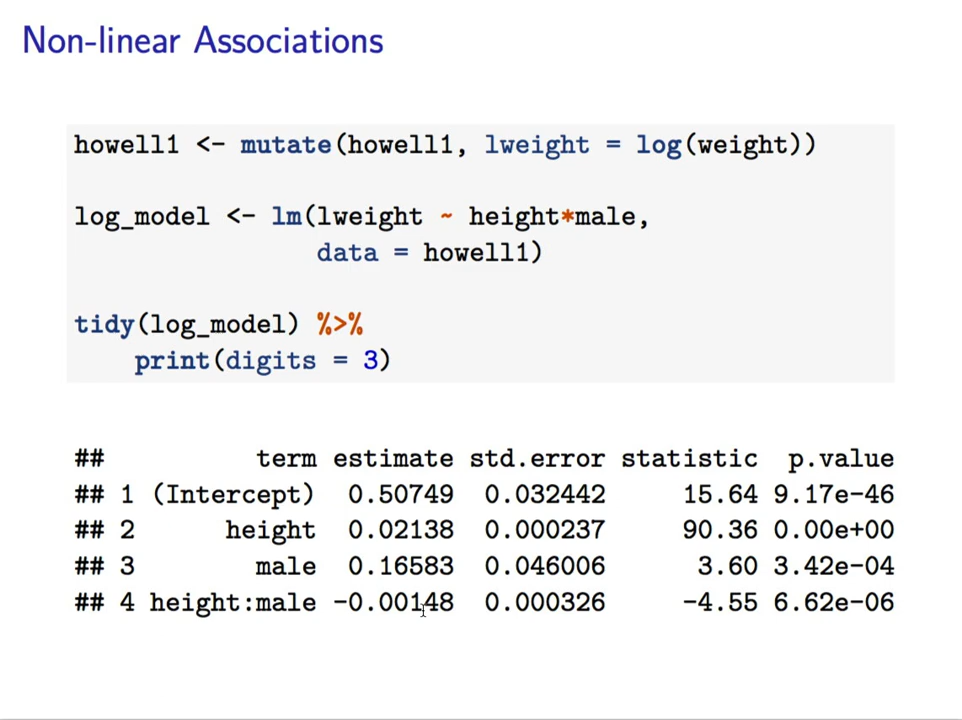 Non-linear Associations
howell1 <- mutate(howell1, lweight = log(weight))
log_model <- lm(lweight ~ height*male,
data = howell1)
tidy(log_model) %>%
print(digits = 3)
## term estimate std.error statistic p.value
## 1 (Intercept) 0.50749 0.032442 15.64 9.17e-46
## 2 height 0.02138 0.000237 90.36 0.00e+00
## 3 male 0.16583 0.046006 3.60 3.42e-04
## 4 height:male -0.00148 0.000326 -4.55 6.62e-06